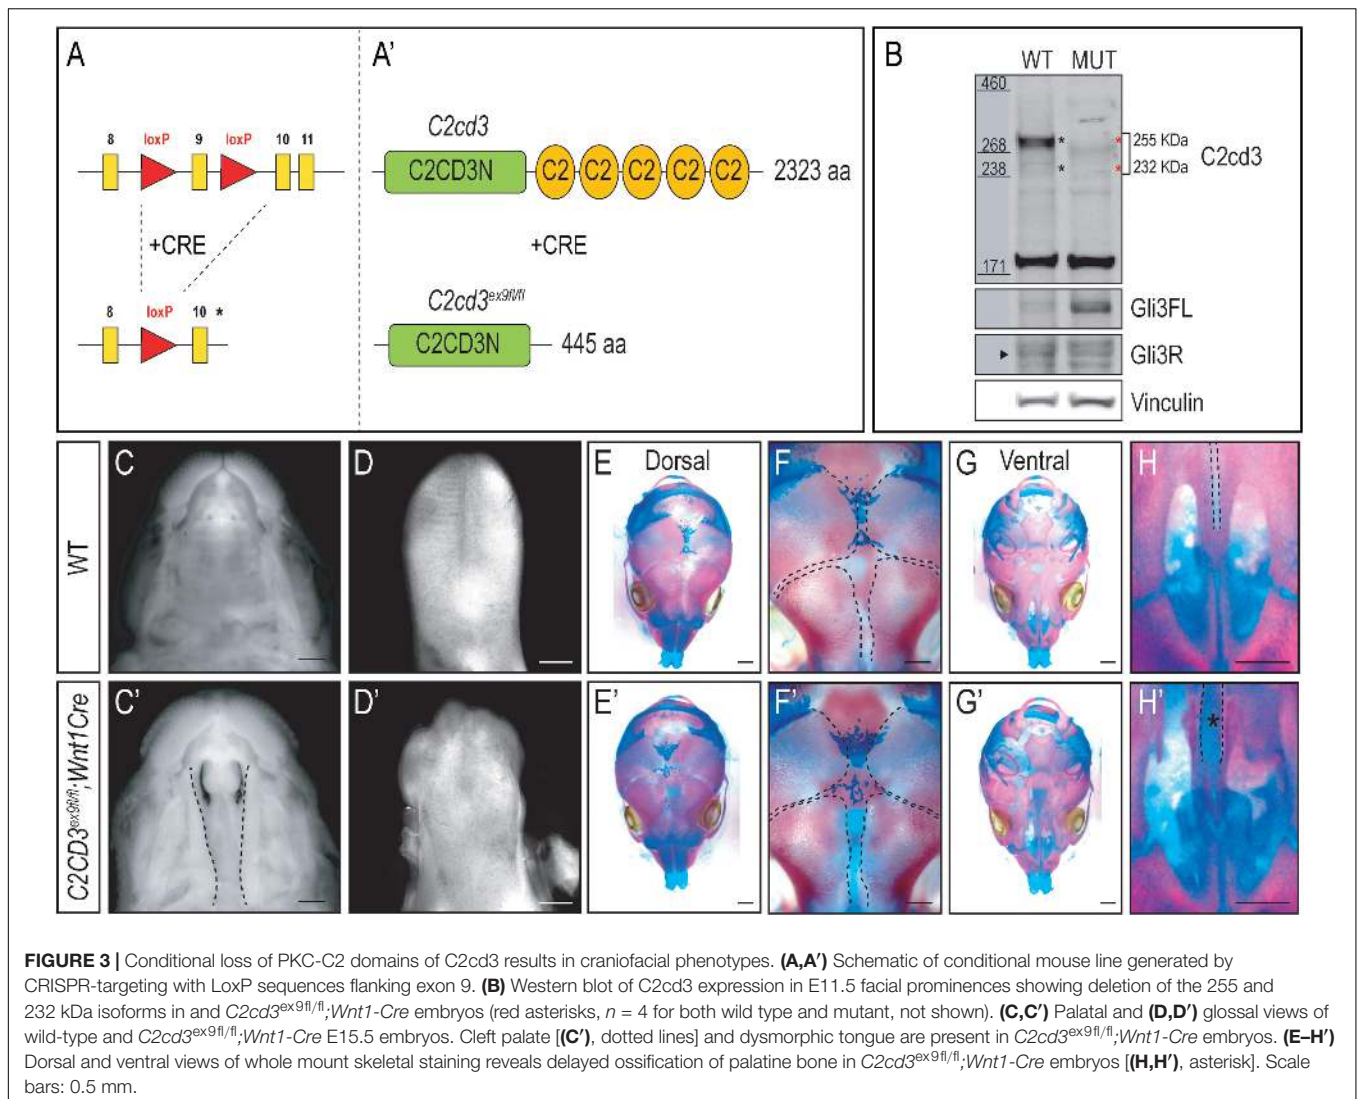 A
A'
B
WT MUT
8 loxP 9 loxP 10 11
+CRE
8 loxP 10 *
C2cd3
C2CD3N C2 C2 C2 C2 C2 2323 aa
+CRE
C2cd3ex9fl/fl
C2CD3N 445 aa
460
268
238
171
* *
* *
255 KDa
232 KDa
C2cd3
Gli3FL
Gli3R
Vinculin
WT
C
D
E Dorsal
F
G Ventral
H
C2CD3ex9fl/fl;Wnt1Cre
C'
D'
E'
F'
G'
H'
*
FIGURE 3 | Conditional loss of PKC-C2 domains of C2cd3 results in craniofacial phenotypes. (A,A′) Schematic of conditional mouse line generated by
CRISPR-targeting with LoxP sequences flanking exon 9. (B) Western blot of C2cd3 expression in E11.5 facial prominences showing deletion of the 255 and
232 kDa isoforms in and C2cd3ex9fl/fl;Wnt1-Cre embryos (red asterisks, n = 4 for both wild type and mutant, not shown). (C,C′) Palatal and (D,D′) glossal views of
wild-type and C2cd3ex9fl/fl;Wnt1-Cre E15.5 embryos. Cleft palate [(C′), dotted lines] and dysmorphic tongue are present in C2cd3ex9fl/fl;Wnt1-Cre embryos. (E–H′)
Dorsal and ventral views of whole mount skeletal staining reveals delayed ossification of palatine bone in C2cd3ex9fl/fl;Wnt1-Cre embryos [(H,H′), asterisk]. Scale
bars: 0.5 mm.